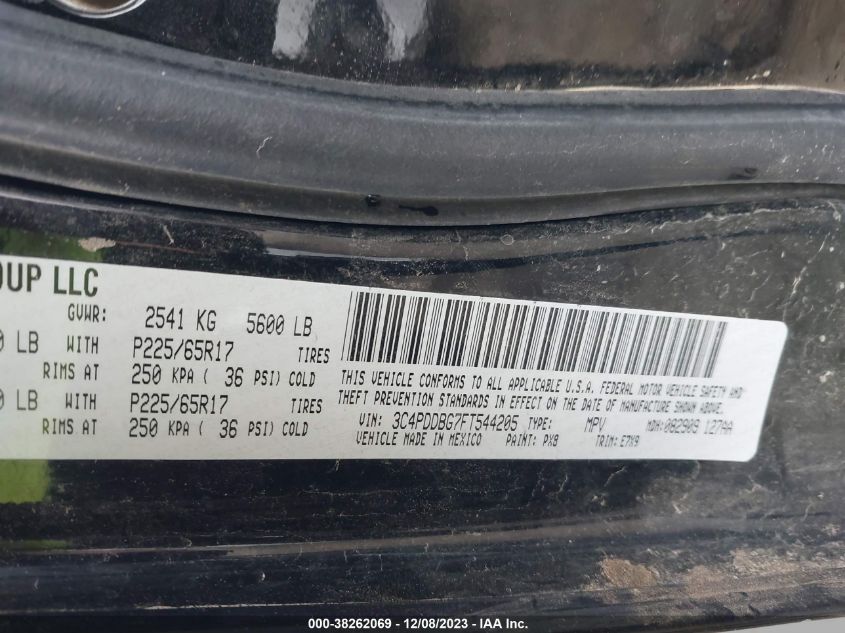 OUP LLC
GVWR: 2541 KG 5600 LB
LB WITH P225/65R17 TIRES
RIMS AT 250 KPA ( 36 PSI) COLD
LB WITH P225/65R17 TIRES
RIMS AT 250 KPA ( 36 PSI) COLD
THIS VEHICLE CONFORMS TO ALL APPLICABLE U.S.A. FEDERAL MOTOR VEHICLE SAFETY AND
THEFT PREVENTION STANDARDS IN EFFECT ON THE DATE OF MANUFACTURE SHOWN ABOVE.
VIN: 3C4PDDBG7FT544205 TYPE: MPV MDH: 082909 127AA
VEHICLE MADE IN MEXICO PAINT: PX8 TRIM: E7X9
000-38262069 - 12/08/2023 - © IAA Inc.